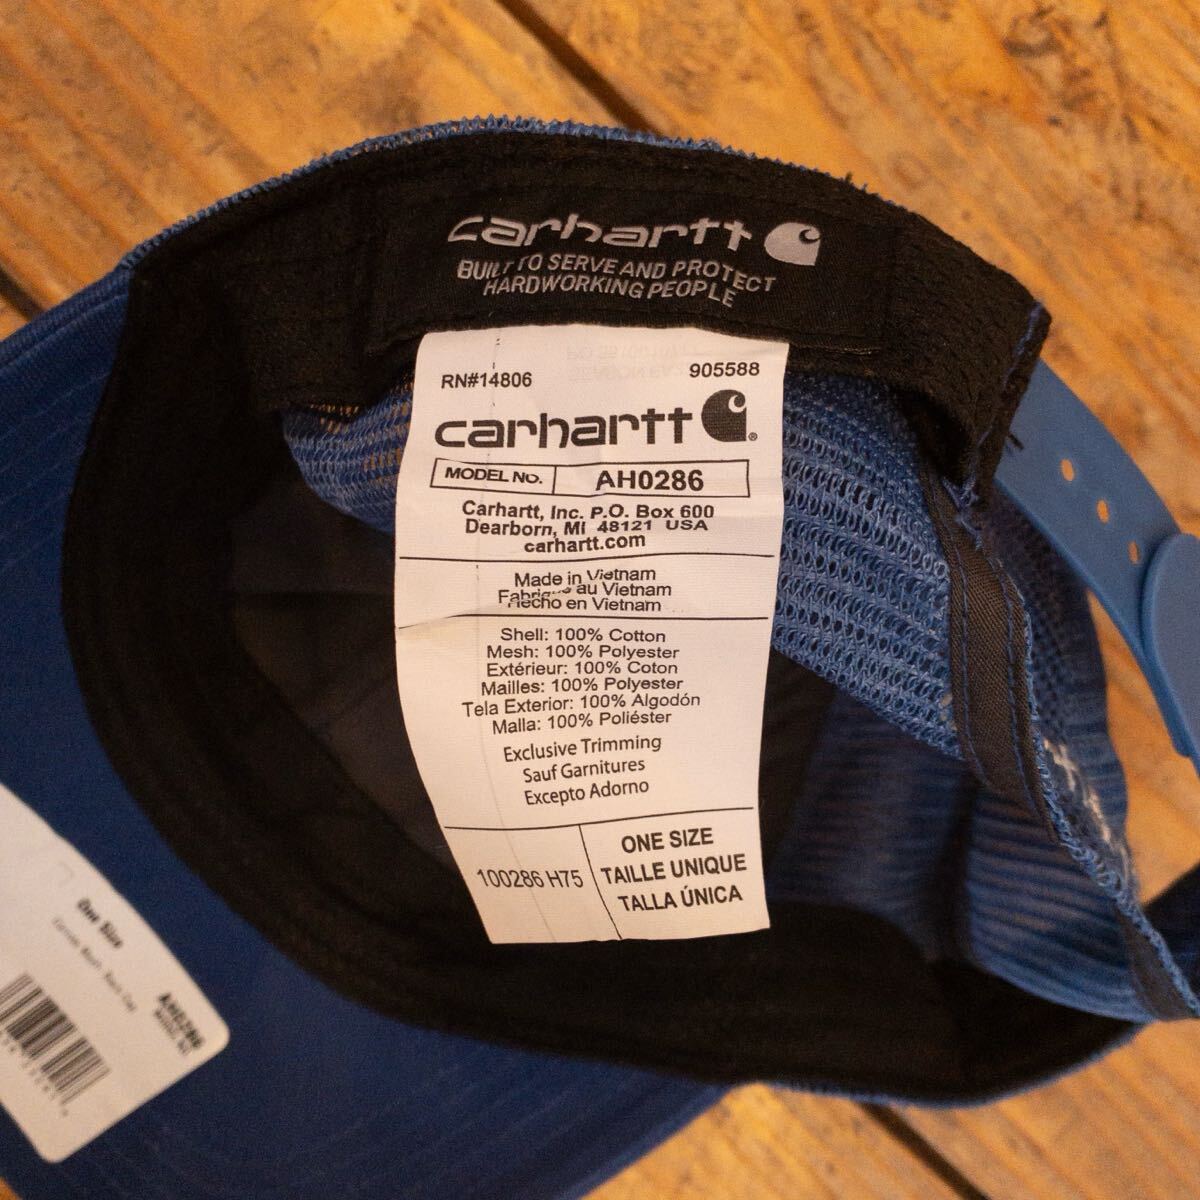 carhartt
BUILT TO SERVE AND PROTECT
HARDWORKING PEOPLE
RN#14806 905588
carhartt ®
MODEL NO. AH0286
Carhartt, Inc. P.O. Box 600
Dearborn, MI 48121 USA
carhartt.com
Made in Vietnam
au Vietnam
Hecho en Vietnam
Shell: 100% Cotton
Mesh: 100% Polyester
Extérieur: 100% Coton
Mailles: 100% Polyester
Tela Exterior: 100% Algodón
Malla: 100% Poliéster
Exclusive Trimming
Sauf Garnitures
Excepto Adorno
100286 H75
ONE SIZE
TAILLE UNIQUE
TALLA ÚNICA
One Size
AH0286